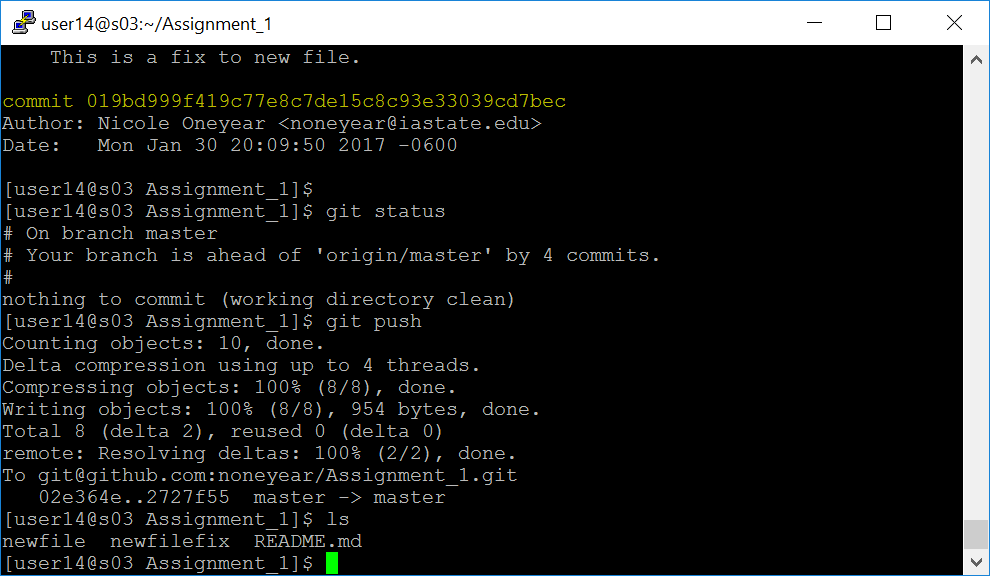 user14@s03:~/Assignment_1
    This is a fix to new file.
commit 019bd999f419c77e8c7de15c8c93e33039cd7bec
Author: Nicole Oneyear <noneyear@iastate.edu>
Date:   Mon Jan 30 20:09:50 2017 -0600
[user14@s03 Assignment_1]$
[user14@s03 Assignment_1]$ git status
# On branch master
# Your branch is ahead of 'origin/master' by 4 commits.
#
nothing to commit (working directory clean)
[user14@s03 Assignment_1]$ git push
Counting objects: 10, done.
Delta compression using up to 4 threads.
Compressing objects: 100% (8/8), done.
Writing objects: 100% (8/8), 954 bytes, done.
Total 8 (delta 2), reused 0 (delta 0)
remote: Resolving deltas: 100% (2/2), done.
To git@github.com:noneyear/Assignment_1.git
   02e364e..2727f55  master -> master
[user14@s03 Assignment_1]$ ls
newfile  newfilefix  README.md
[user14@s03 Assignment_1]$